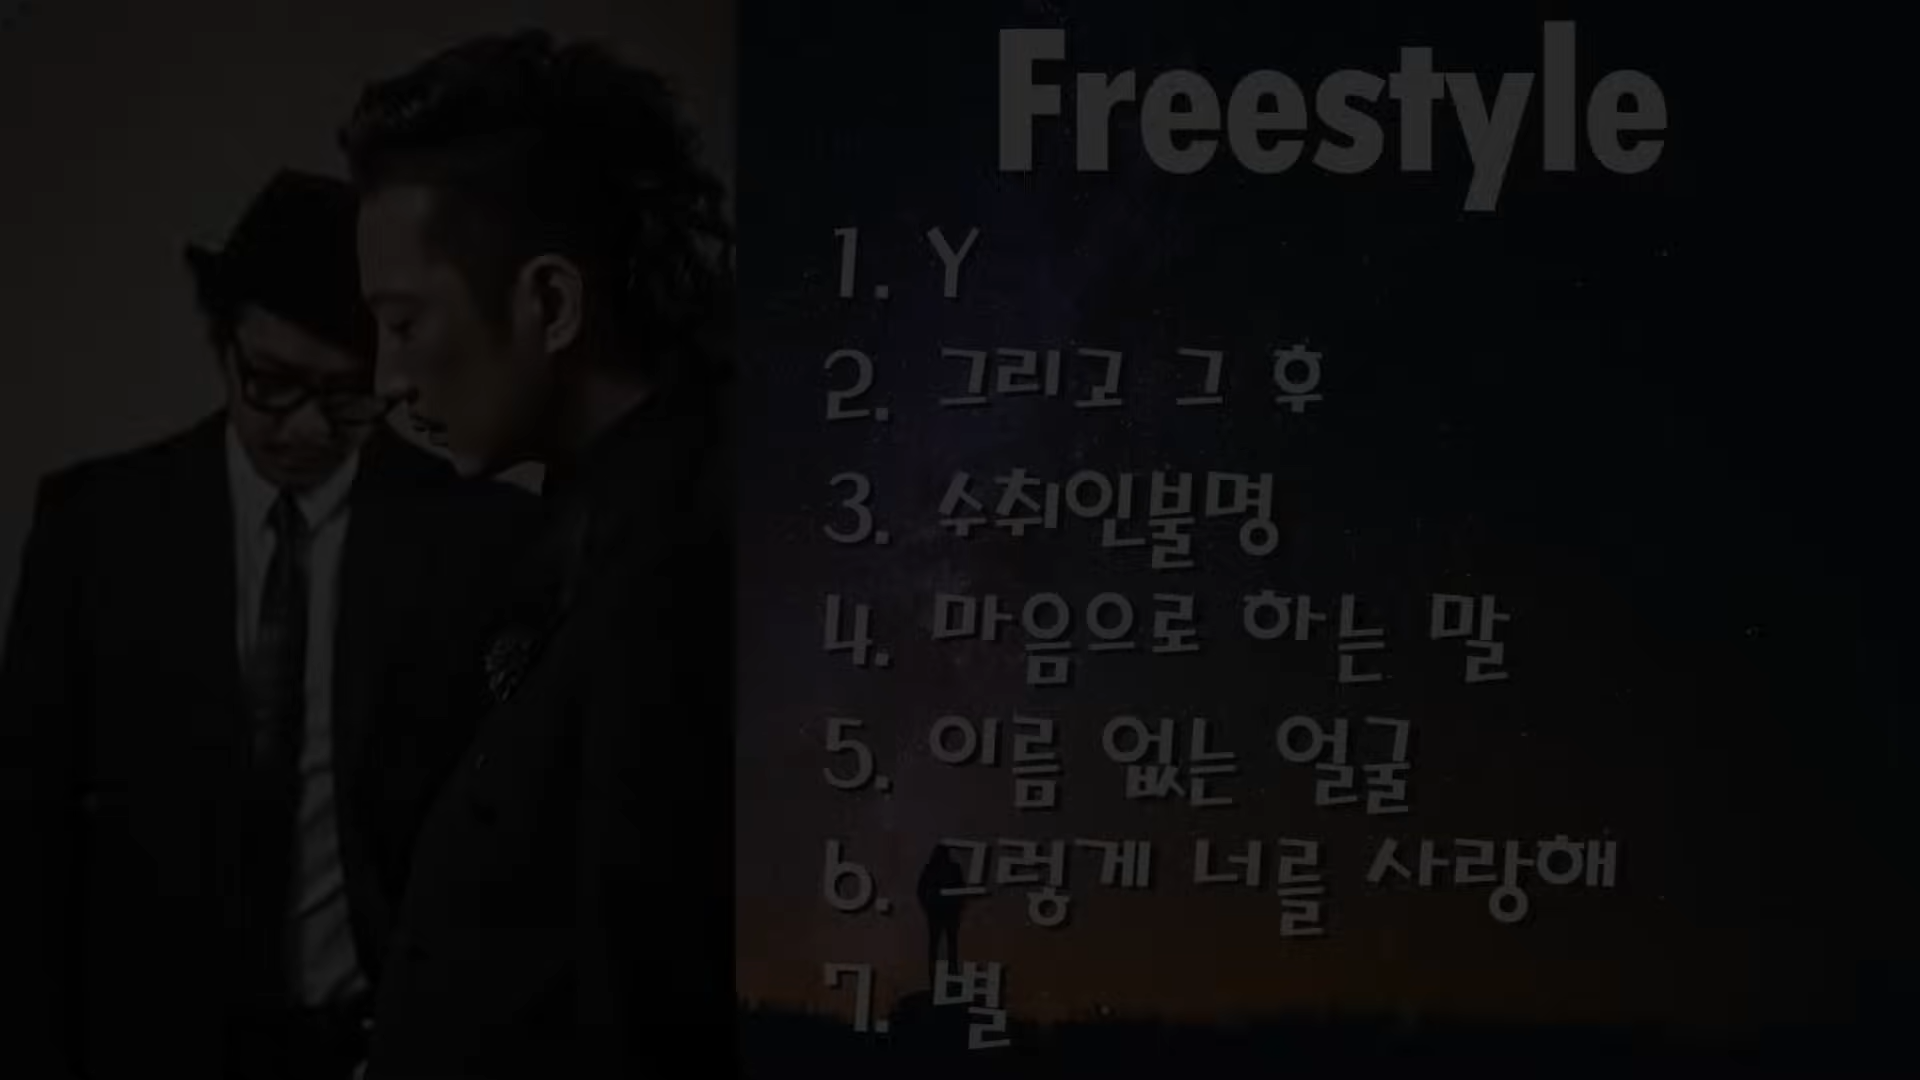 Freestyle
1. Y
2. 그리고 그 후
3. 수취인불명
4. 마음으로 하는 말
5. 이름 없는 얼굴
6. 그렇게 너를 사랑해
7. 별